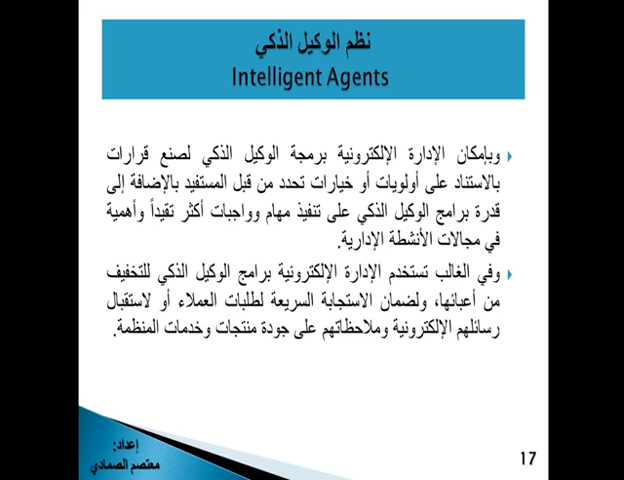 نظم الوكيل الذكي
Intelligent Agents
وبإمكان الإدارة الإلكترونية برمجة الوكيل الذكي لصنع قرارات
بالاستناد على أولويات أو خيارات تحدد من قبل المستفيد بالإضافة إلى
قدرة برامج الوكيل الذكي على تنفيذ مهام وواجبات أكثر تقيداً وأهمية
في مجالات الأنشطة الإدارية.
وفي الغالب تستخدم الإدارة الإلكترونية برامج الوكيل الذكي للتخفيف
من أعبائها، ولضمان الاستجابة السريعة لطلبات العملاء أو لاستقبال
رسائلهم الإلكترونية وملاحظاتهم على جودة منتجات وخدمات المنظمة.
إعداد:
معتصم الصمادي
17